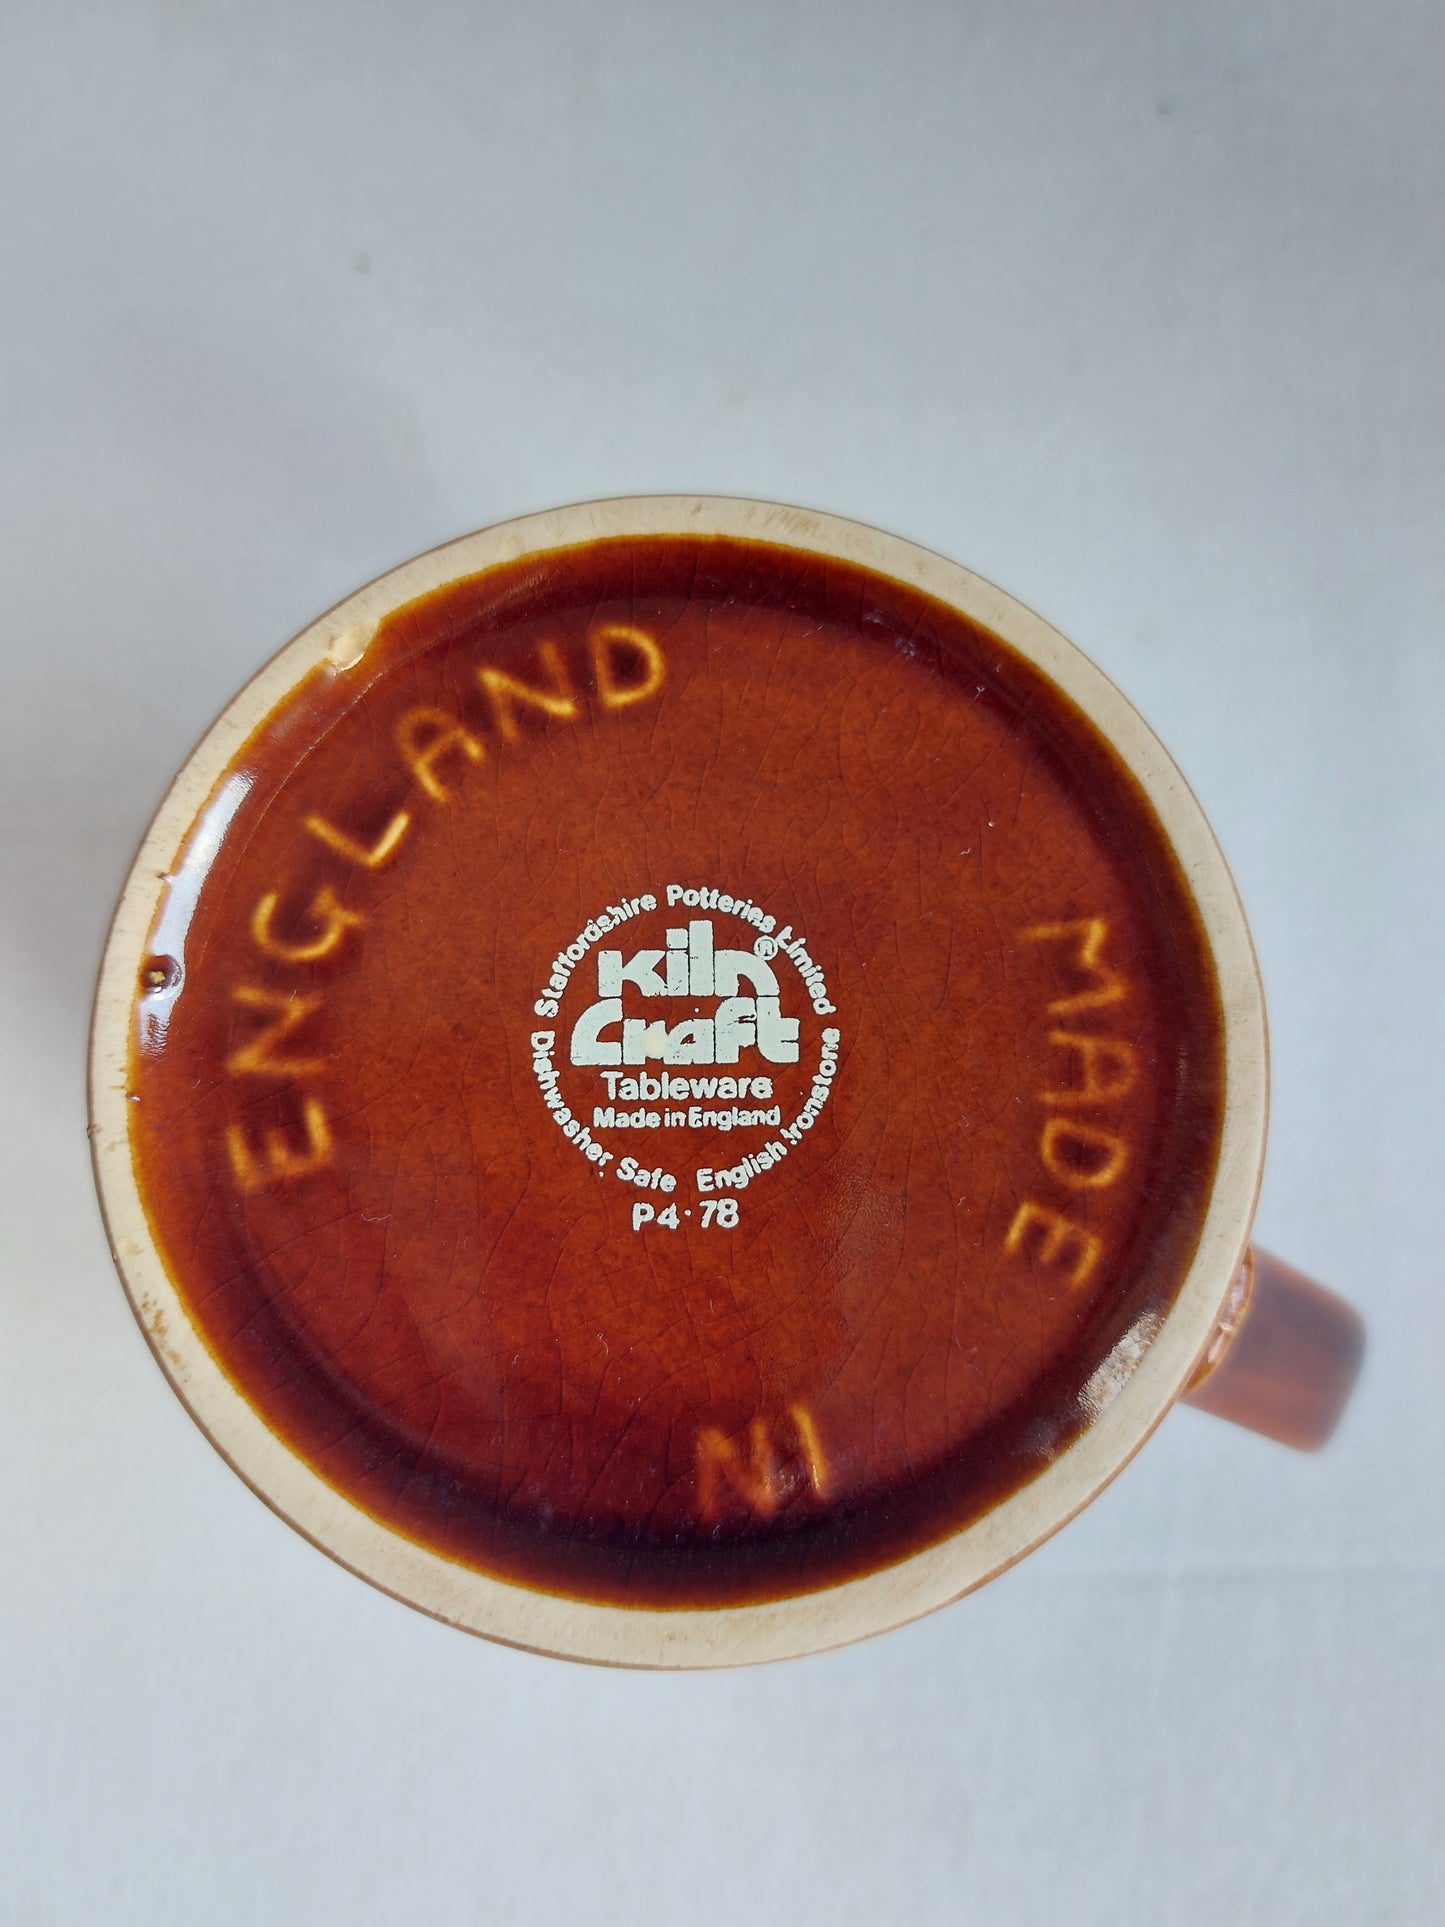 Staffordshire Potteries Limited
Kiln ®
Craft
Tableware
Made in England
Dishwasher Safe English Ironstone
P4·78
MADE
IN
ENGLAND